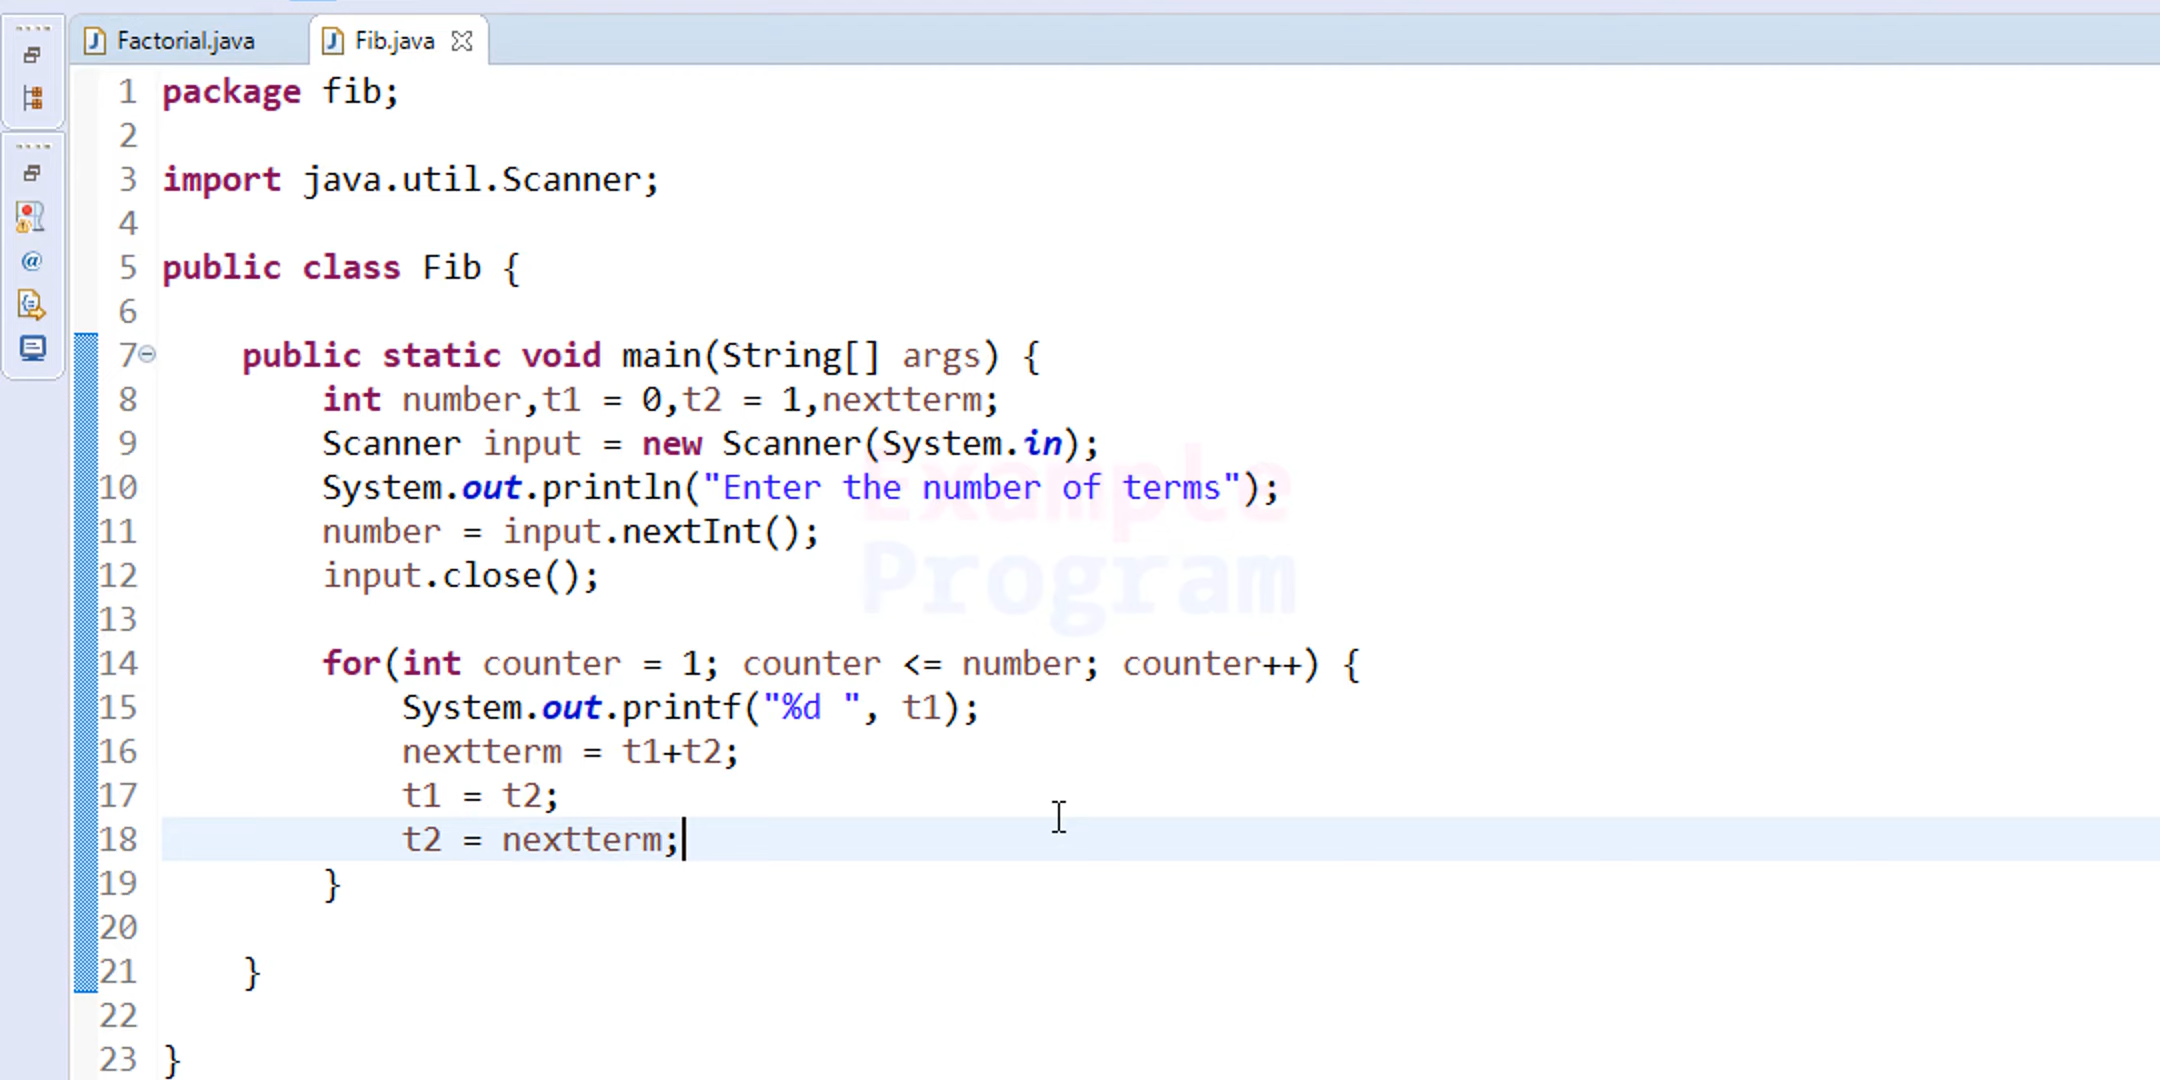 Factorial.java Fib.java
1 package fib;
2
3 import java.util.Scanner;
4
5 public class Fib {
6
7 public static void main(String[] args) {
8 int number,t1 = 0,t2 = 1,nextterm;
9 Scanner input = new Scanner(System.in);
10 System.out.println("Enter the number of terms");
11 number = input.nextInt();
12 input.close();
13
14 for(int counter = 1; counter <= number; counter++) {
15 System.out.printf("%d ", t1);
16 nextterm = t1+t2;
17 t1 = t2;
18 t2 = nextterm;
19 }
20
21 }
22
23 }
Example
Program